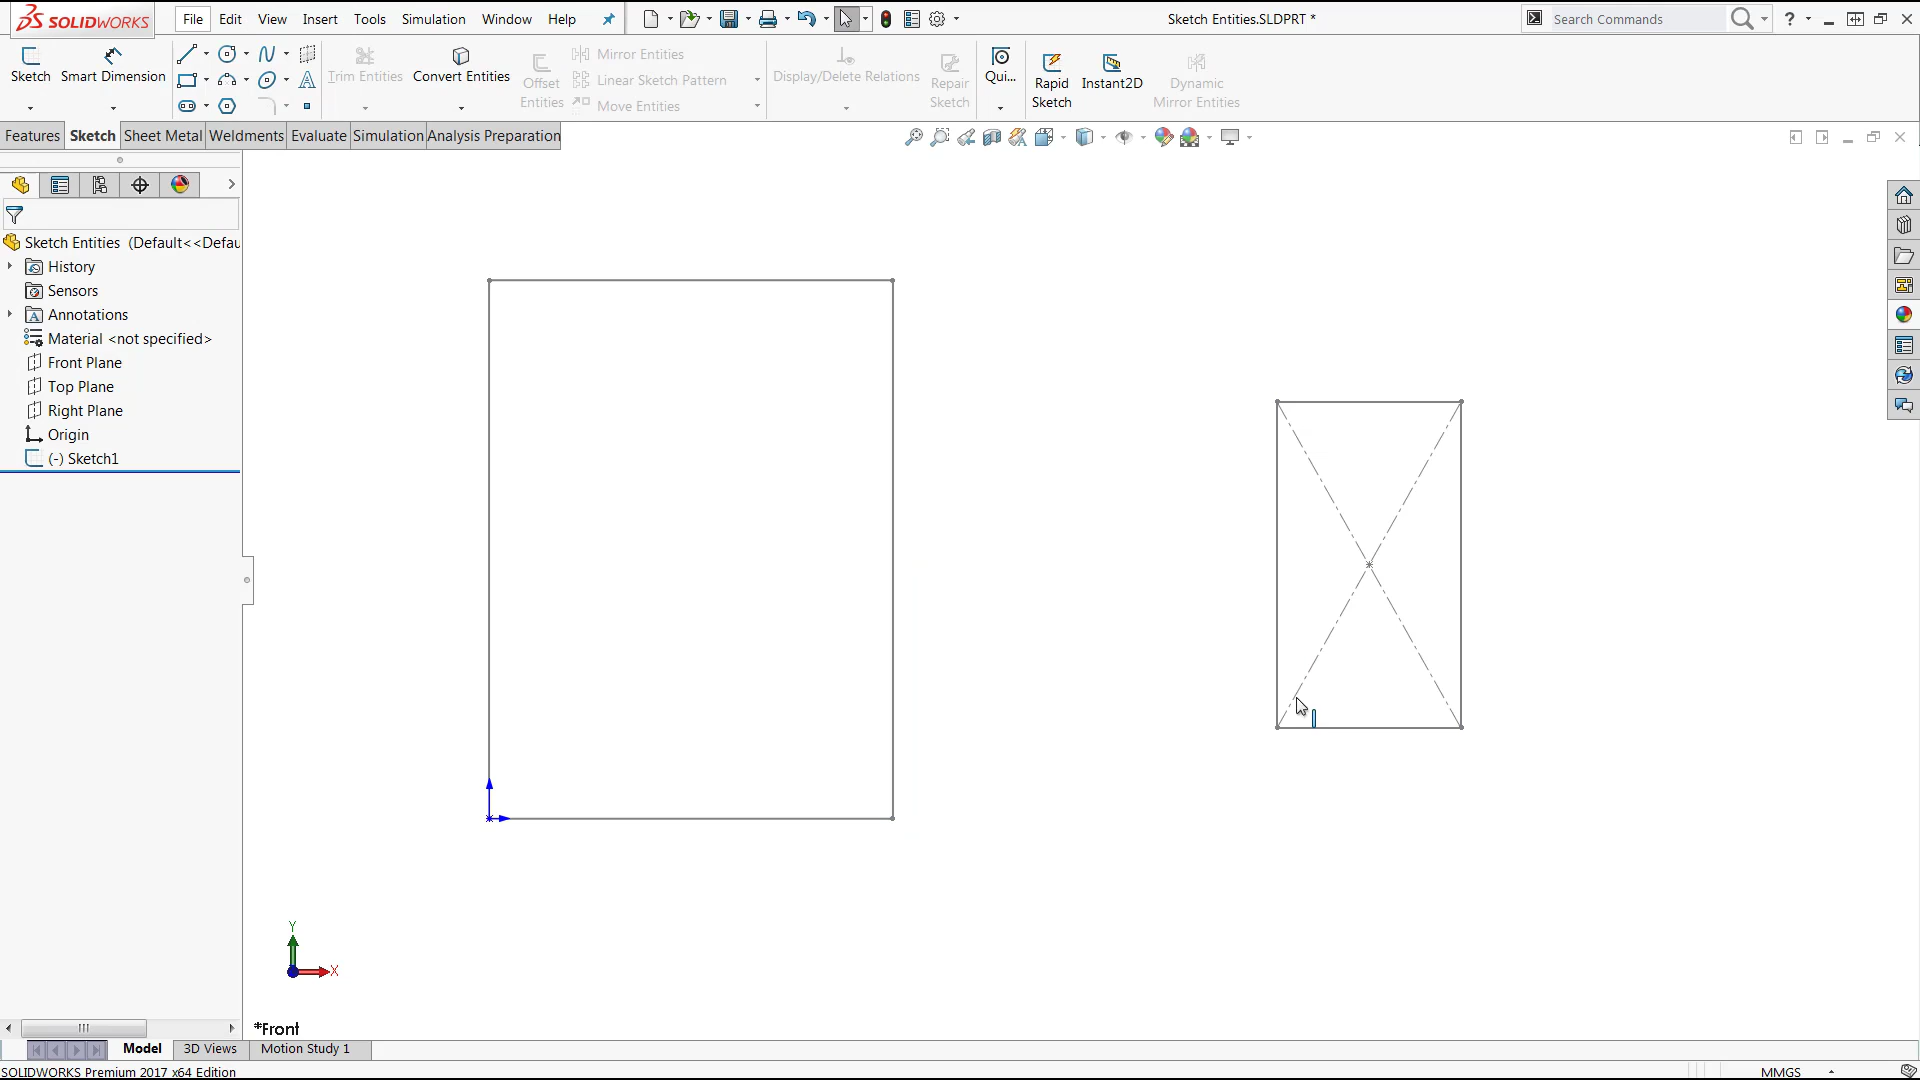 SOLIDWORKS File Edit View Insert Tools Simulation Window Help Sketch Entities.SLDPRT * Search Commands ?
Sketch Smart Dimension Trim Entities Convert Entities Offset Entities Mirror Entities Linear Sketch Pattern Move Entities Display/Delete Relations Repair Sketch Qui... Rapid Sketch Instant2D Dynamic Mirror Entities
Features Sketch Sheet Metal Weldments Evaluate Simulation Analysis Preparation
Sketch Entities (Default<<Defau
History
Sensors
A Annotations
Material <not specified>
Front Plane
Top Plane
Right Plane
Origin
(-) Sketch1
Y
X
*Front
Model 3D Views Motion Study 1
SOLIDWORKS Premium 2017 x64 Edition MMGS